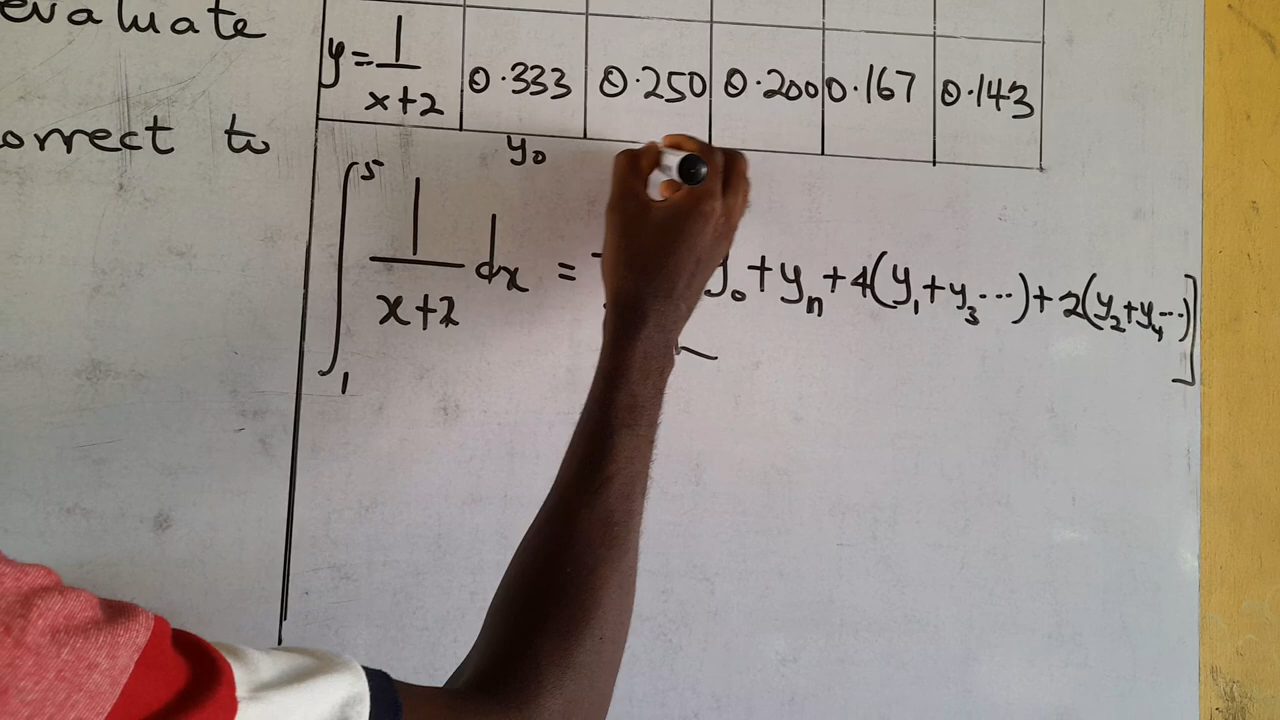 evaluate
orrect to
y = 1/(x+2) 0.333 0.250 0.200 0.167 0.143
y₀
∫₁⁵ 1/(x+2) dx = y₀ + yₙ + 4(y₁ + y₃ ...) + 2(y₂ + y₄ ...)]